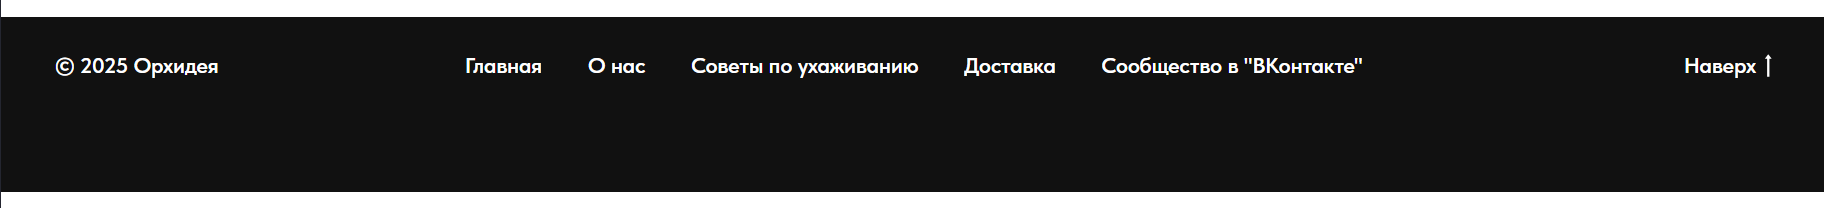 © 2025 Орхидея Главная О нас Советы по ухаживанию Доставка Сообщество в "ВКонтакте" Наверх ↑